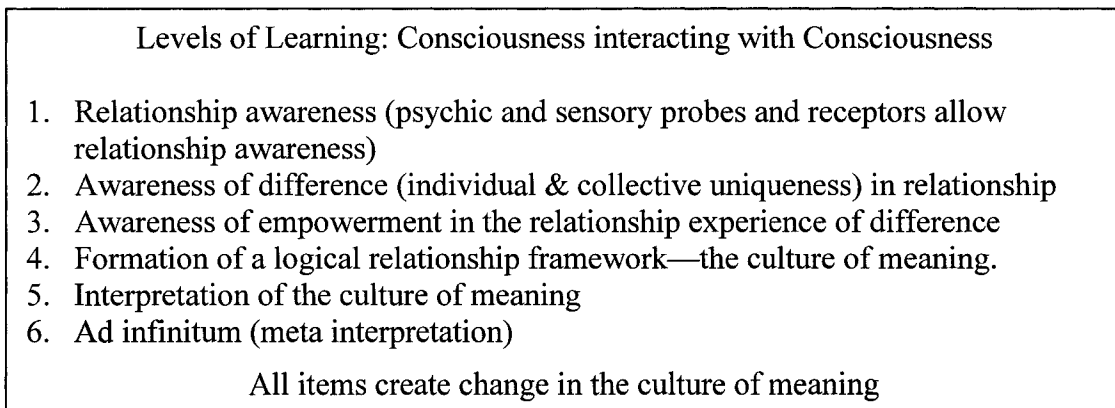 Levels of Learning: Consciousness interacting with Consciousness
1. Relationship awareness (psychic and sensory probes and receptors allow
relationship awareness)
2. Awareness of difference (individual & collective uniqueness) in relationship
3. Awareness of empowerment in the relationship experience of difference
4. Formation of a logical relationship framework—the culture of meaning.
5. Interpretation of the culture of meaning
6. Ad infinitum (meta interpretation)
All items create change in the culture of meaning